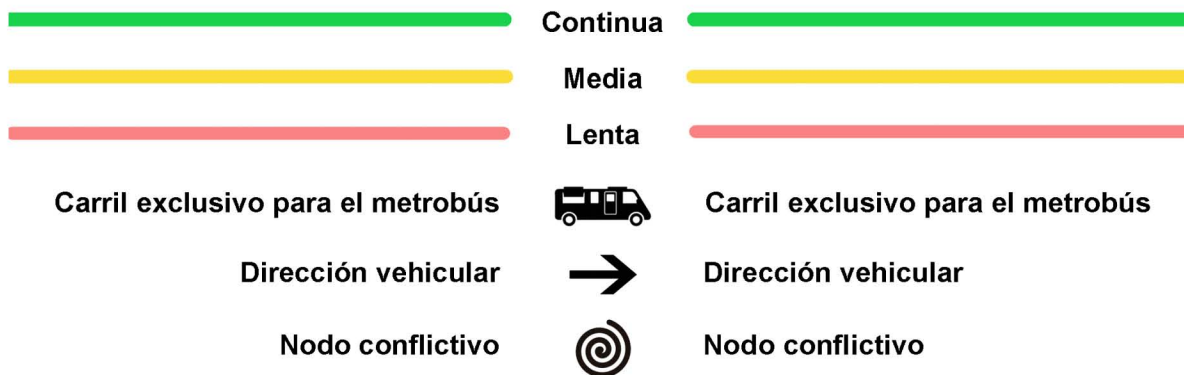 Continua
Media
Lenta
Carril exclusivo para el metrobús Carril exclusivo para el metrobús
Dirección vehicular Dirección vehicular
Nodo conflictivo Nodo conflictivo